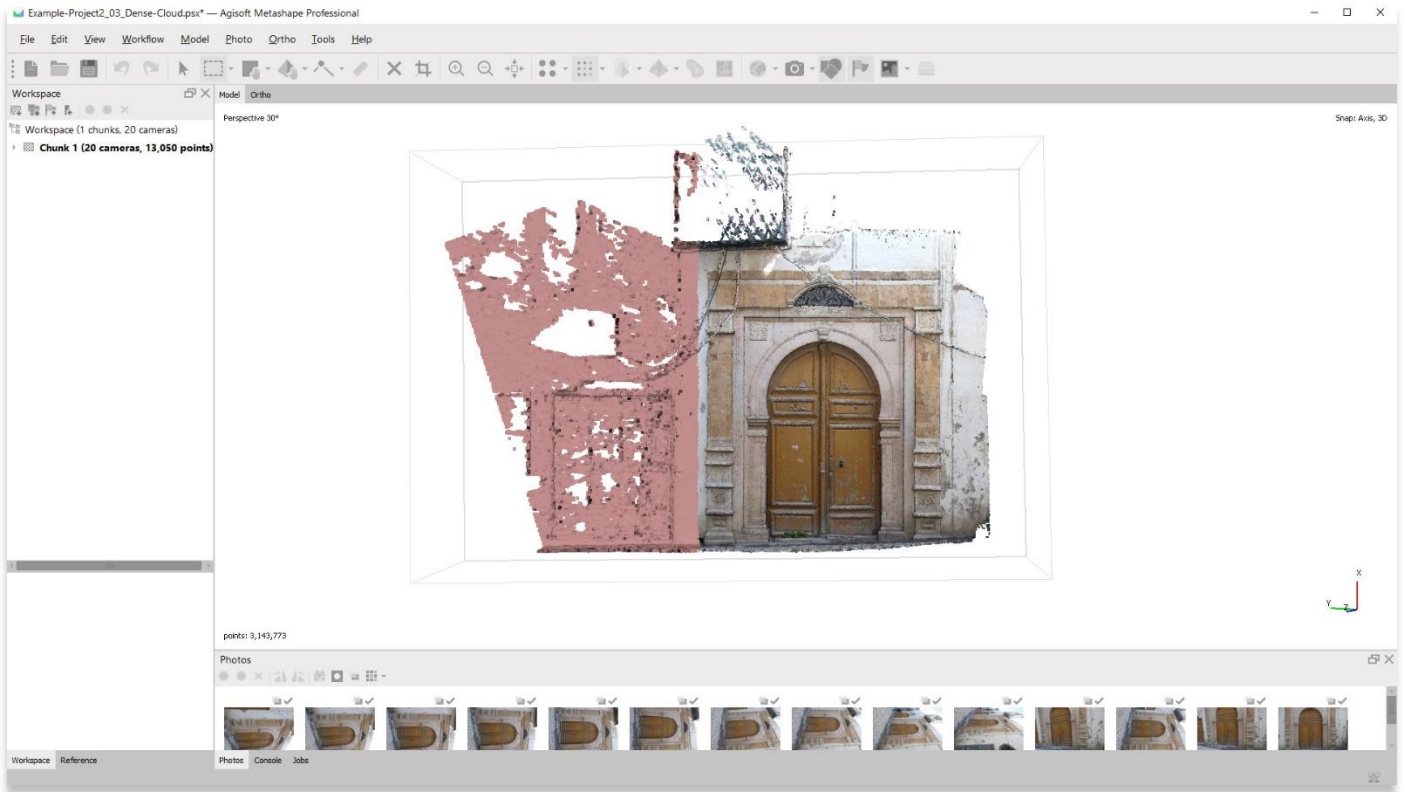 Example-Project2_03_Dense-Cloud.psx* — Agisoft Metashape Professional
File Edit View Workflow Model Photo Ortho Tools Help
Workspace
Workspace (1 chunks, 20 cameras)
Chunk 1 (20 cameras, 13,050 points)
Model Ortho
Perspective 30°
Snap: Axis, 3D
X
Y
Z
points: 3,143,773
Photos
Workspace Reference
Photos Console Jobs